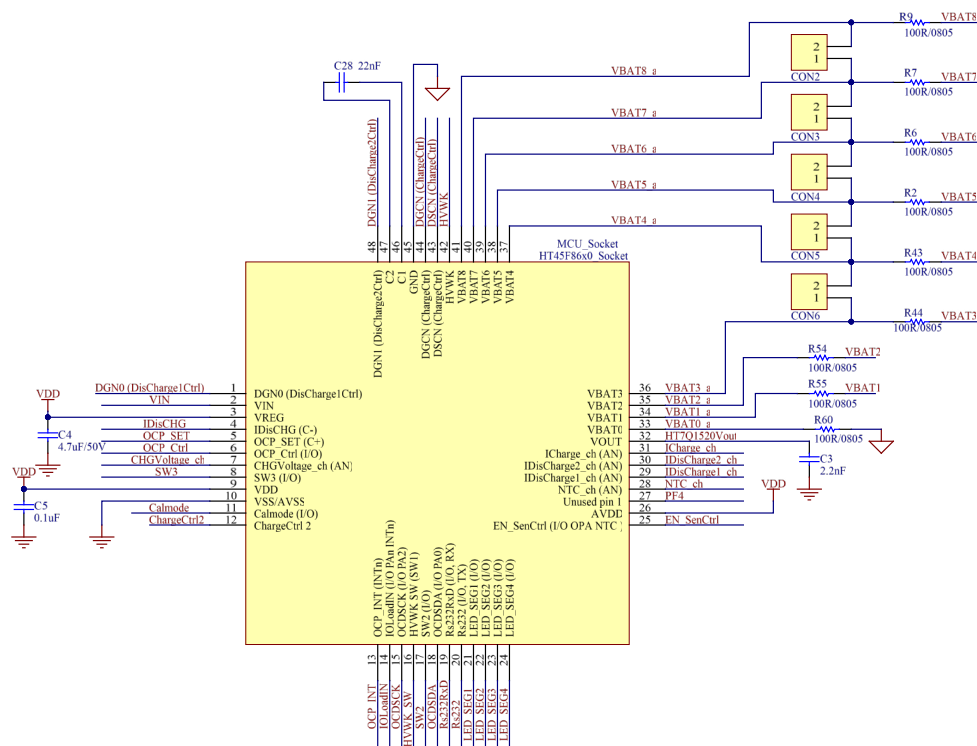 R9 VBAT8
100R/0805
2
1
CON2
VBAT8_a
C28 22nF
R7 VBAT7
100R/0805
2
1
CON3
VBAT7_a
R6 VBAT6
100R/0805
2
1
CON4
VBAT6_a
R2 VBAT5
100R/0805
2
1
CON5
VBAT5_a
R43 VBAT4
100R/0805
2
1
CON6
VBAT4_a
R44 VBAT3
100R/0805
DGN1 (DisCharge2Ctrl)
DGCN (ChargeCtrl)
DSCN (ChargeCtrl)
HVWK
48 47 46 45 44 43 42 41 40 39 38 37
MCU_Socket
HT45F86x0_Socket
DGN1 (DisCharge2Ctrl)
C2
C1
GND
DGCN (ChargeCtrl)
DSCN (ChargeCtrl)
HVWK
VBAT8
VBAT7
VBAT6
VBAT5
VBAT4
R54 VBAT2
100R/0805
R55 VBAT1
100R/0805
R60
100R/0805
VDD
C4
4.7uF/50V
VDD
C5
0.1uF
DGN0 (DisCharge1Ctrl) 1 DGN0 (DisCharge1Ctrl)
VIN 2 VIN
3 VREG
IDisCHG 4 IDisCHG (C-)
OCP_SET 5 OCP_SET (C+)
OCP_Ctrl 6 OCP_Ctrl (I/O)
CHGVoltage_ch 7 CHGVoltage_ch (AN)
SW3 8 SW3 (I/O)
9 VDD
10 VSS/AVSS
Calmode 11 Calmode (I/O)
ChargeCtrl2 12 ChargeCtrl 2
VBAT3 36 VBAT3_a
VBAT2 35 VBAT2_a
VBAT1 34 VBAT1_a
VBAT0 33 VBAT0_a
VOUT 32 HT7Q1520Vout
ICharge_ch (AN) 31 ICharge_ch
IDisCharge2_ch (AN) 30 IDisCharge2_ch
IDisCharge1_ch (AN) 29 IDisCharge1_ch
NTC_ch (AN) 28 NTC_ch
Unused pin 1 27 PF4
AVDD 26
EN_SenCtrl (I/O OPA NTC ) 25 EN_SenCtrl
C3
2.2nF
VDD
OCP_INT (INTn)
IOLoadIN (I/O PAn INTn)
OCDSCK (I/O PA2)
HVWK SW (SW1)
SW2 (I/O)
OCDSDA (I/O PA0)
Rs232RxD (I/O, RX)
Rs232 (I/O, TX)
LED_SEG1 (I/O)
LED_SEG2 (I/O)
LED_SEG3 (I/O)
LED_SEG4 (I/O)
13 14 15 16 17 18 19 20 21 22 23 24
OCP_INT
IOLoadIN
OCDSCK
HVWK_SW
SW2
OCDSDA
Rs232RxD
Rs232
LED_SEG1
LED_SEG2
LED_SEG3
LED_SEG4